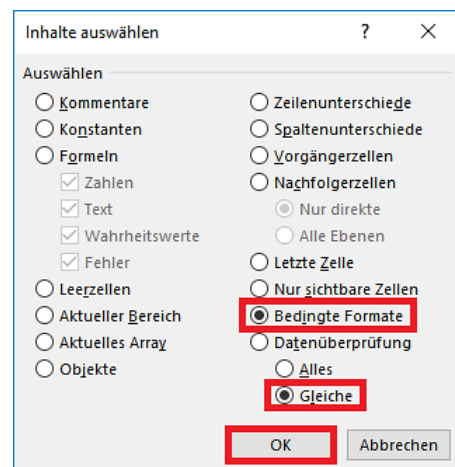 Inhalte auswählen ?
Auswählen
Kommentare
Konstanten
Formeln
Zahlen
Text
Wahrheitswerte
Fehler
Leerzellen
Aktueller Bereich
Aktuelles Array
Objekte
Zeilenunterschiede
Spaltenunterschiede
Vorgängerzellen
Nachfolgerzellen
Nur direkte
Alle Ebenen
Letzte Zelle
Nur sichtbare Zellen
Bedingte Formate
Datenüberprüfung
Alles
Gleiche
OK Abbrechen